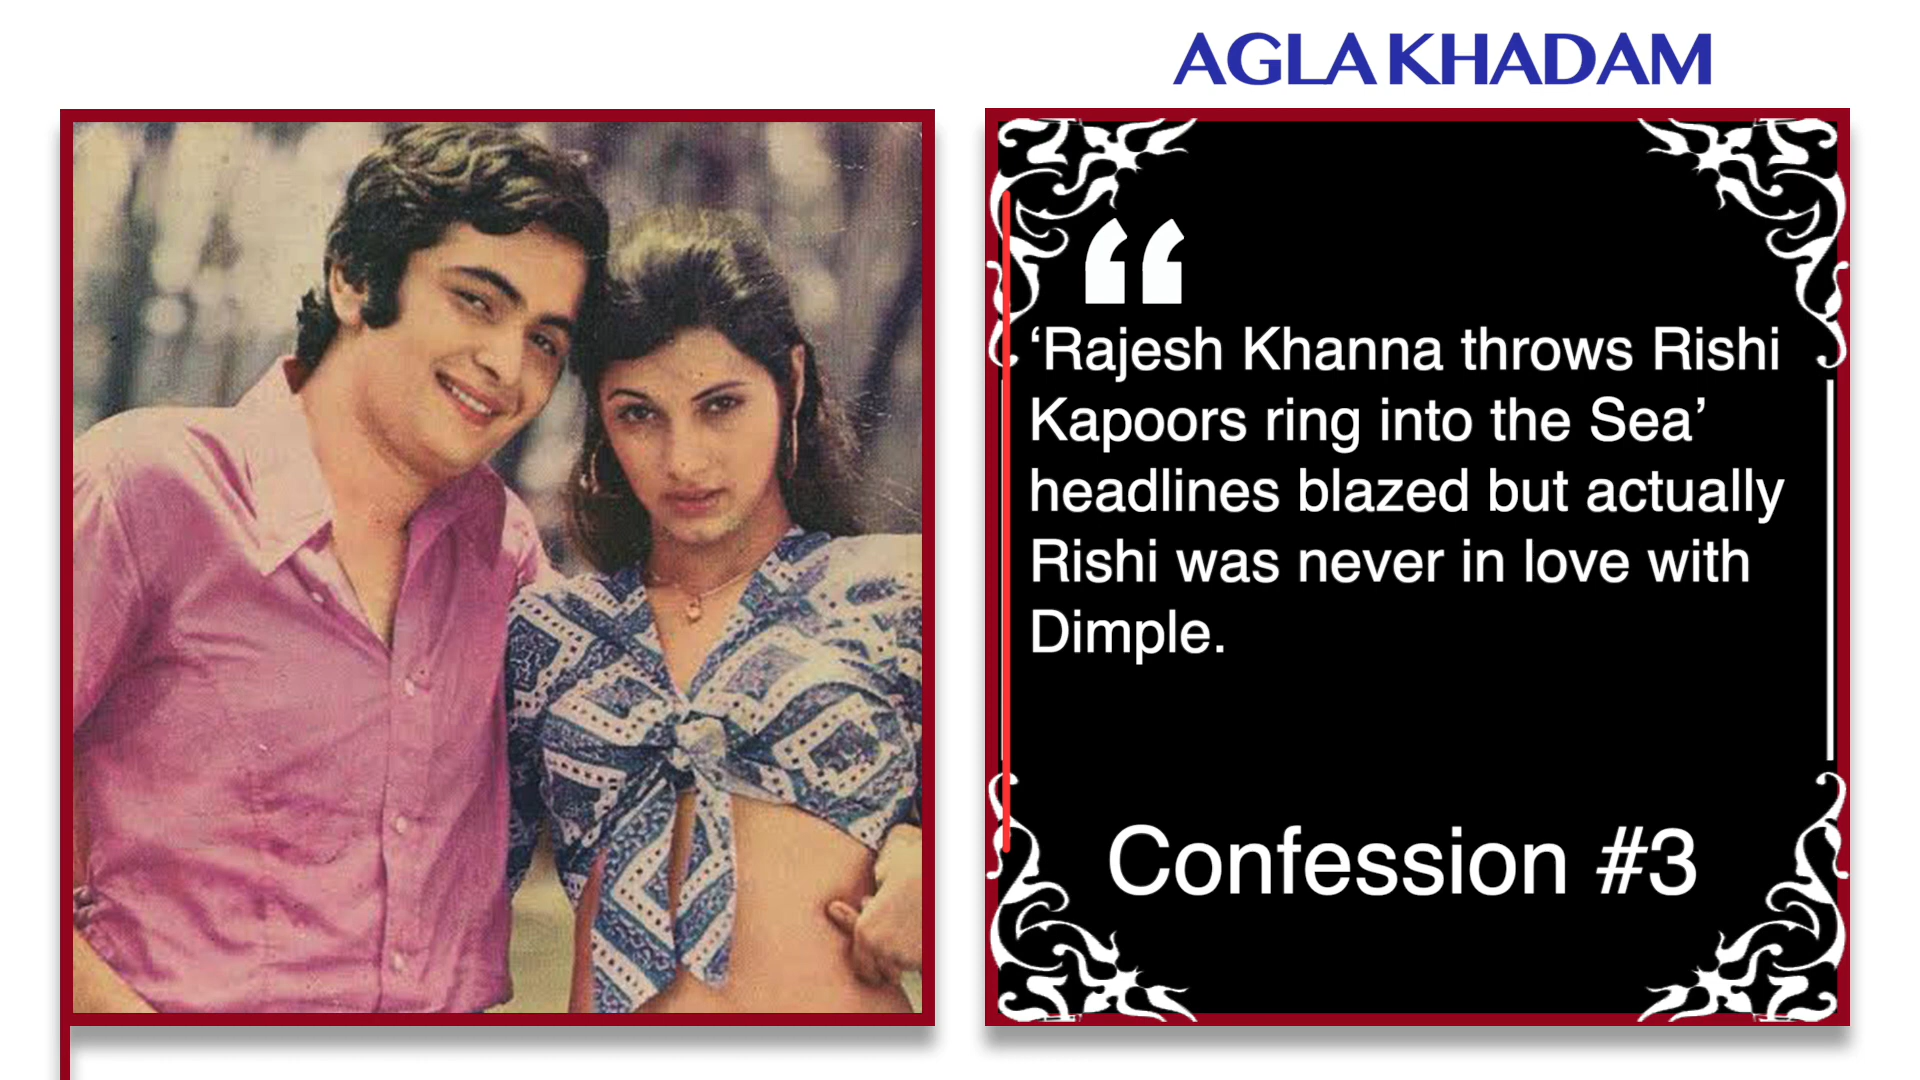 AGLA KHADAM
“
‘Rajesh Khanna throws Rishi
Kapoors ring into the Sea’
headlines blazed but actually
Rishi was never in love with
Dimple.
Confession #3